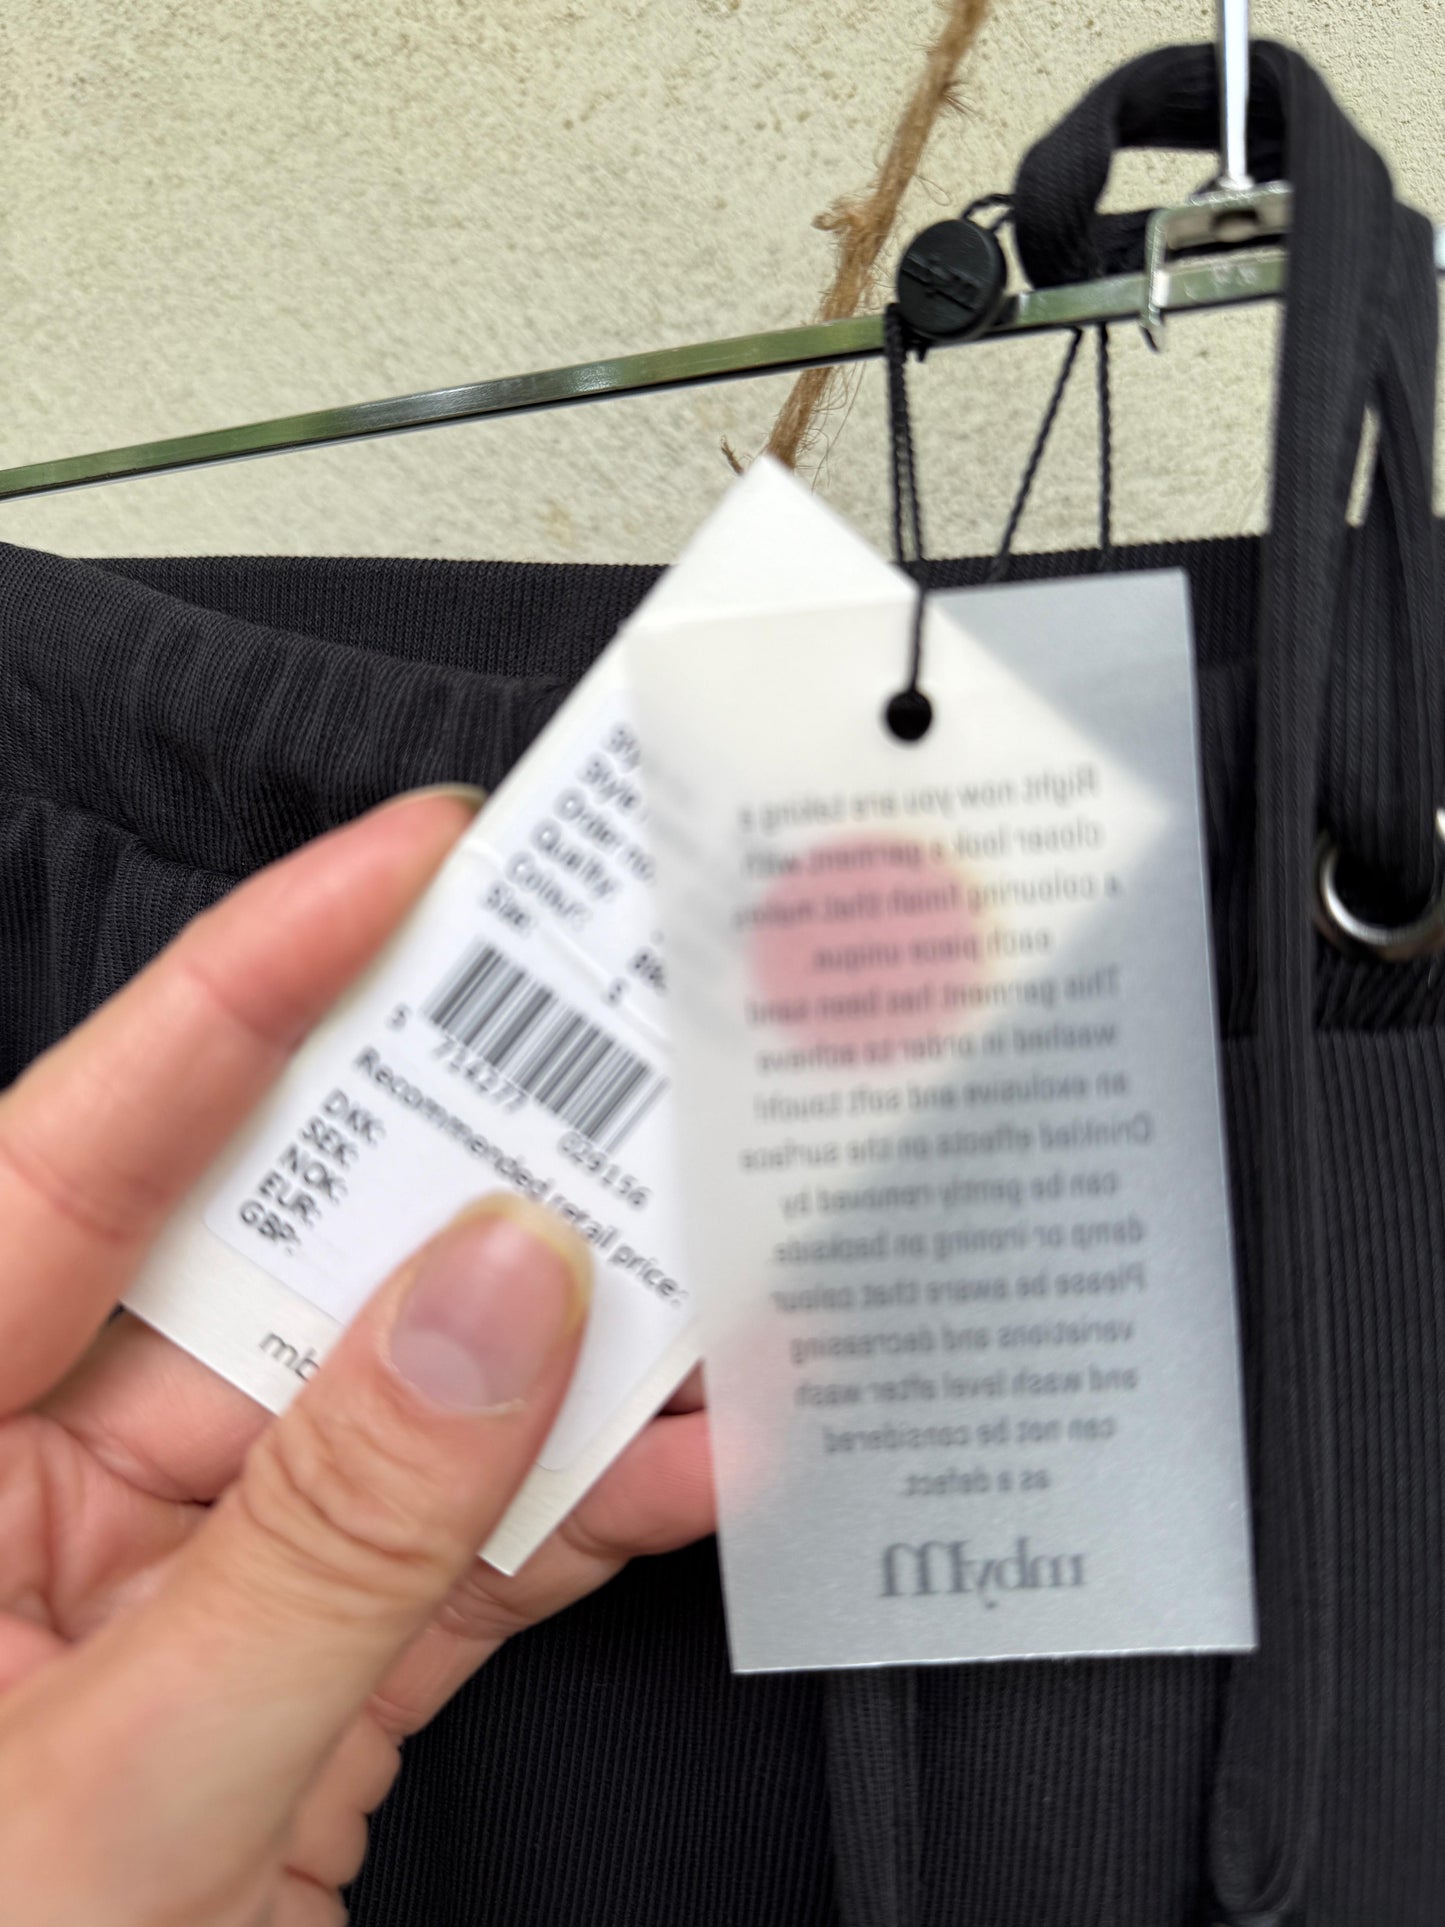 mbyM
Style
Style
Order no
Quality:
Colour:
Size:
S
5 714277 029156
Recommended retail price:
DKK:
SEK:
NOK:
EUR:
GBP:
mb
Right now you are taking a
closer look a garment with
a colouring finish that makes
each piece unique.
This garment has been sand
washed in order to achieve
an exclusive and soft touch!
Crinkled effects on the surface
can be gently removed by
damp or ironing on backside.
Please be aware that colour
variations and decreasing
and wash level after wash
can not be considered
as a defect.
mbyM